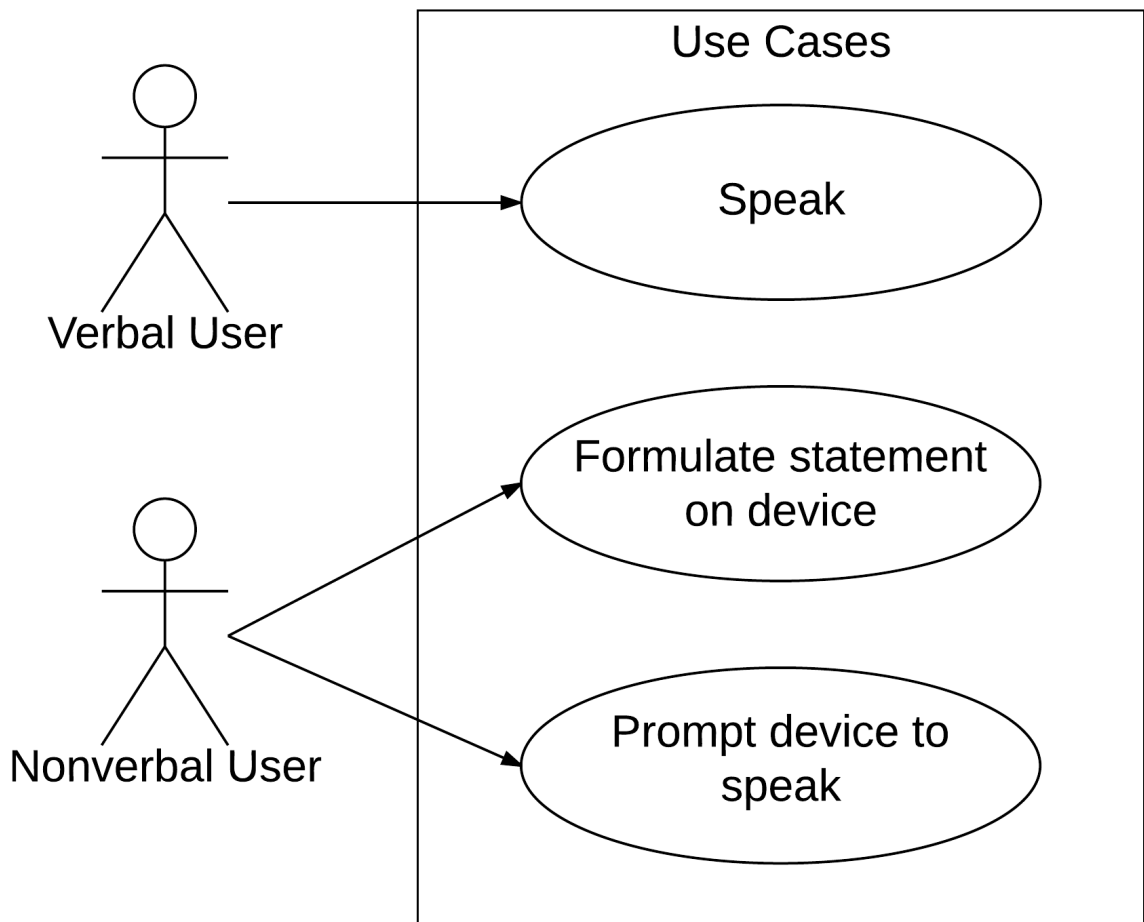 Use Cases
Speak
Verbal User
Formulate statement
on device
Nonverbal User
Prompt device to
speak